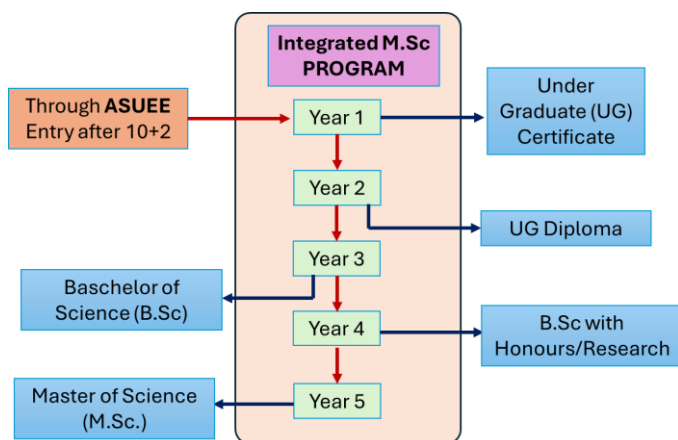 Integrated M.Sc
PROGRAM
Through ASUEE
Entry after 10+2
Year 1
Under
Graduate (UG)
Certificate
Year 2
UG Diploma
Year 3
Baschelor of
Science (B.Sc)
Year 4
B.Sc with
Honours/Research
Year 5
Master of Science
(M.Sc.)